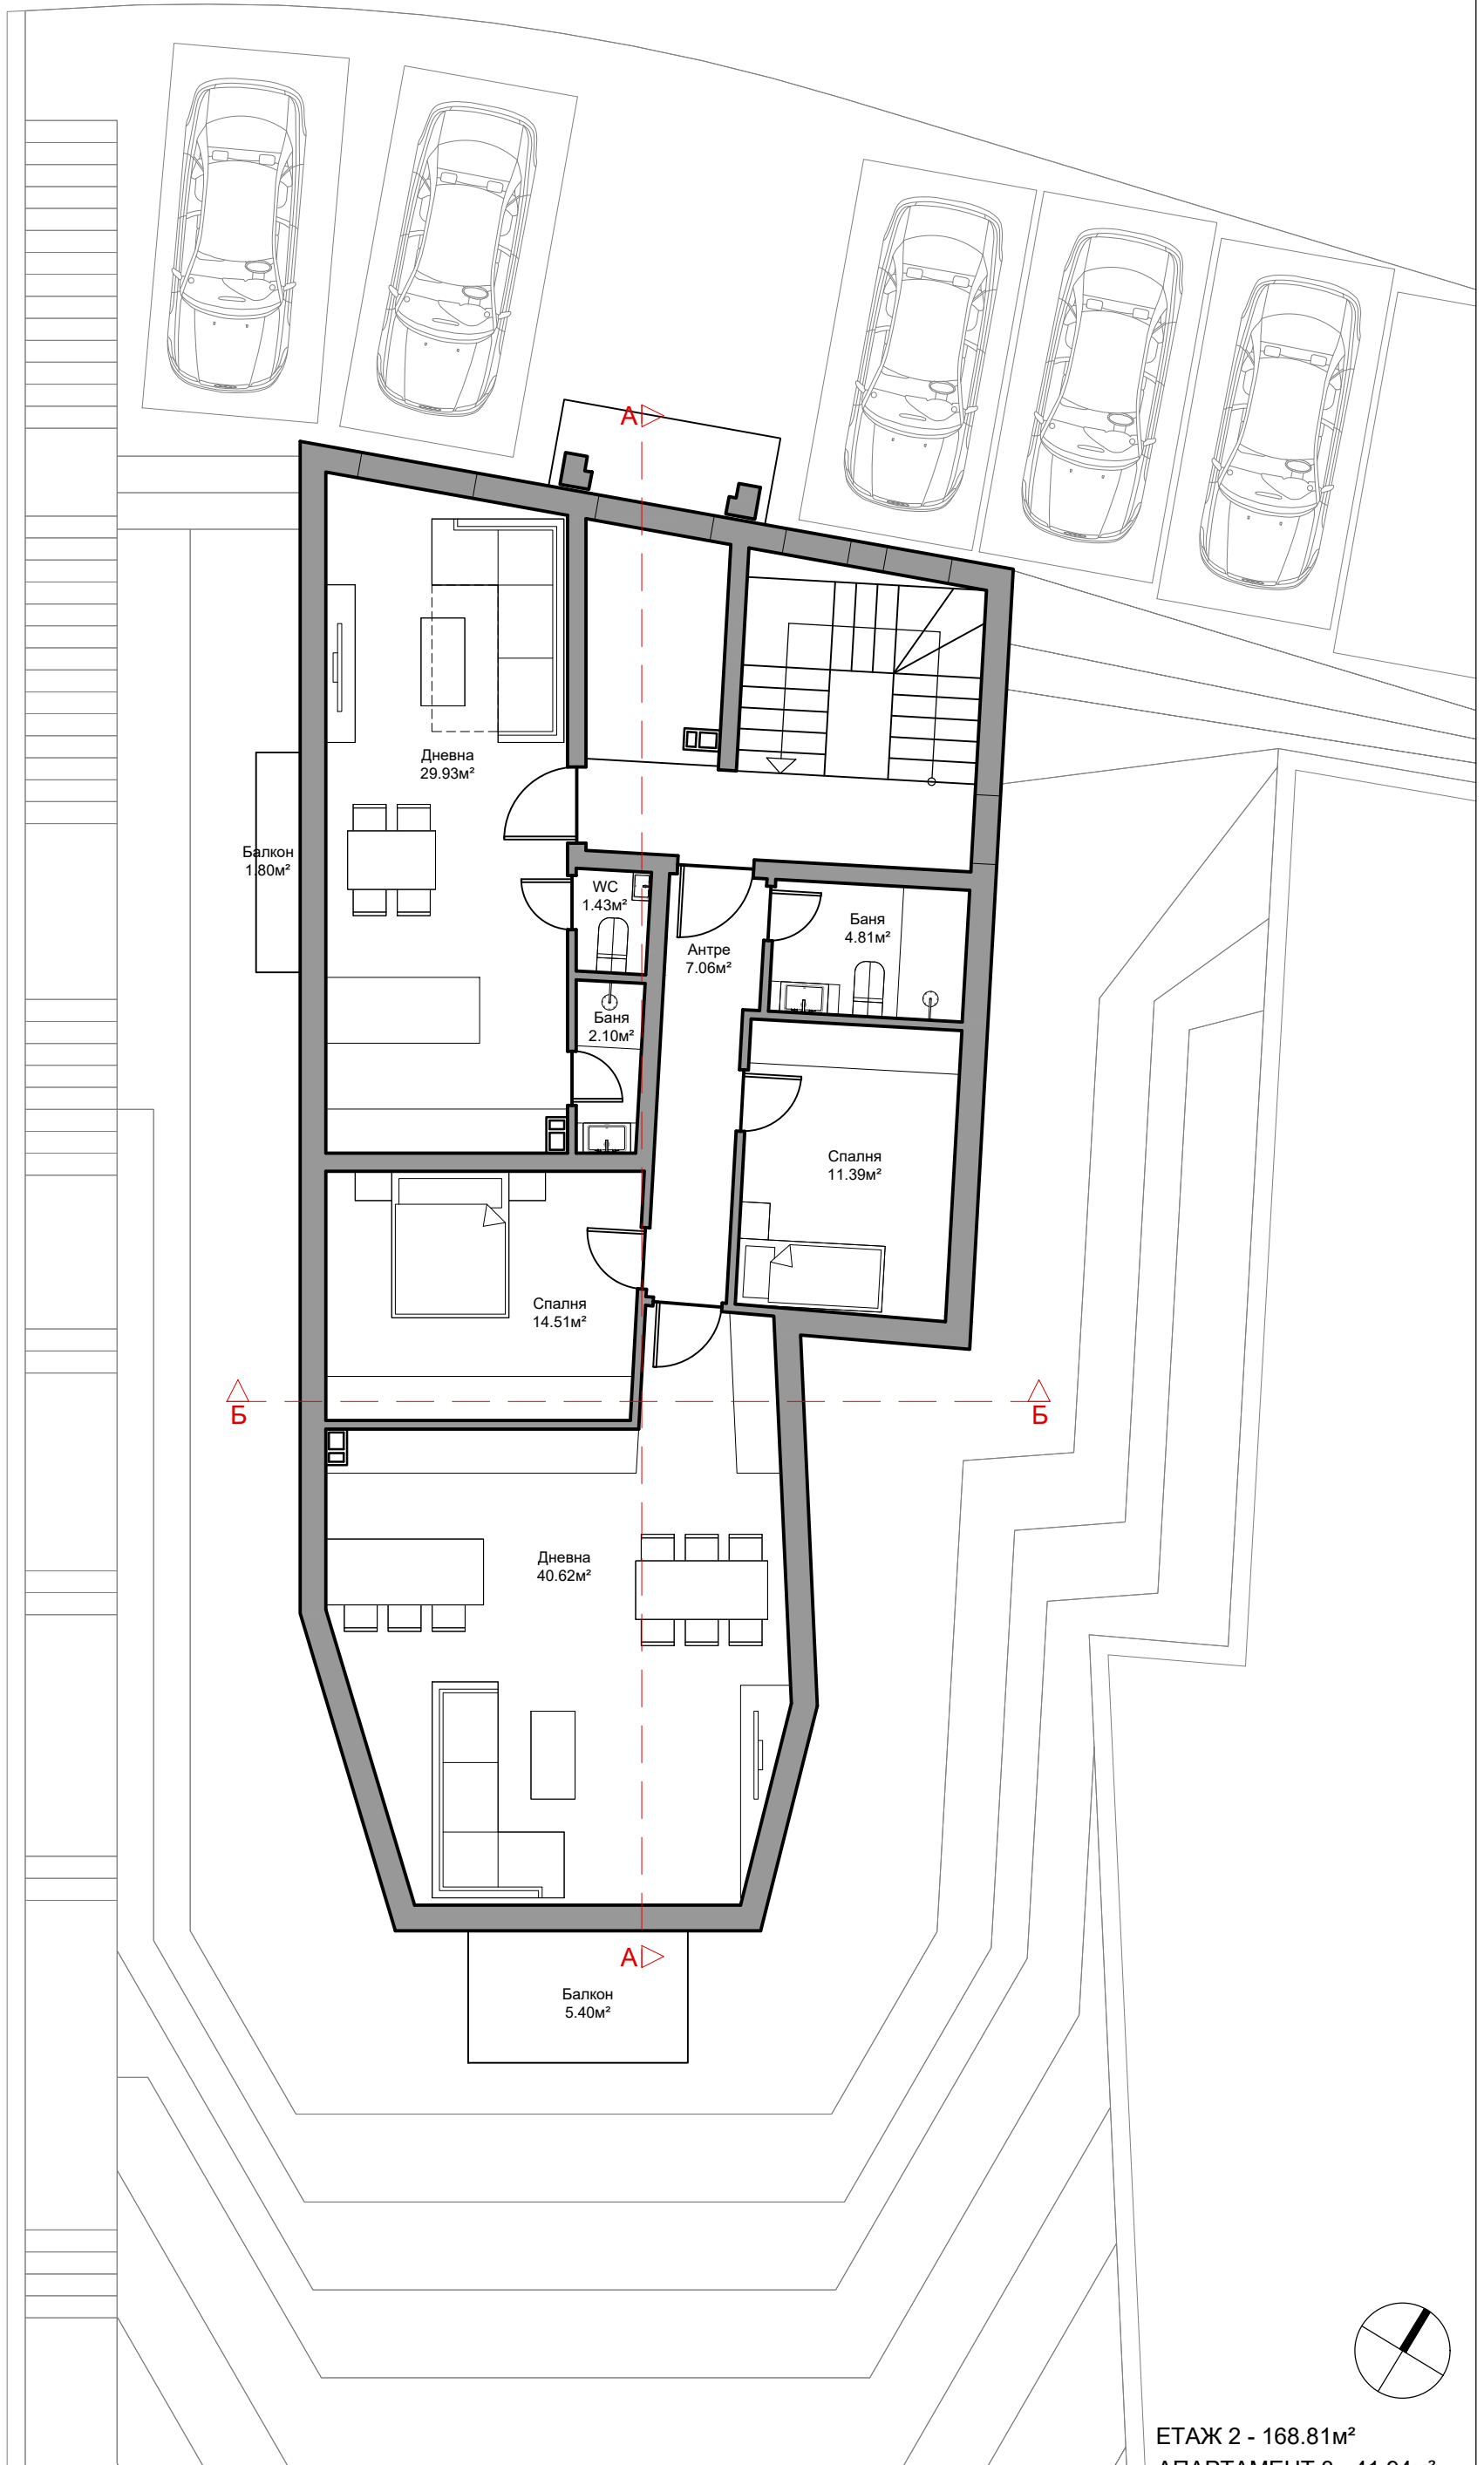 А
Дневна
29.93м²
Балкон
1.80м²
WC
1.43м²
Баня
4.81м²
Антре
7.06м²
Баня
2.10м²
Спалня
11.39м²
Спалня
14.51м²
Б
Б
Дневна
40.62м²
А
Балкон
5.40м²
ЕТАЖ 2 - 168.81м²